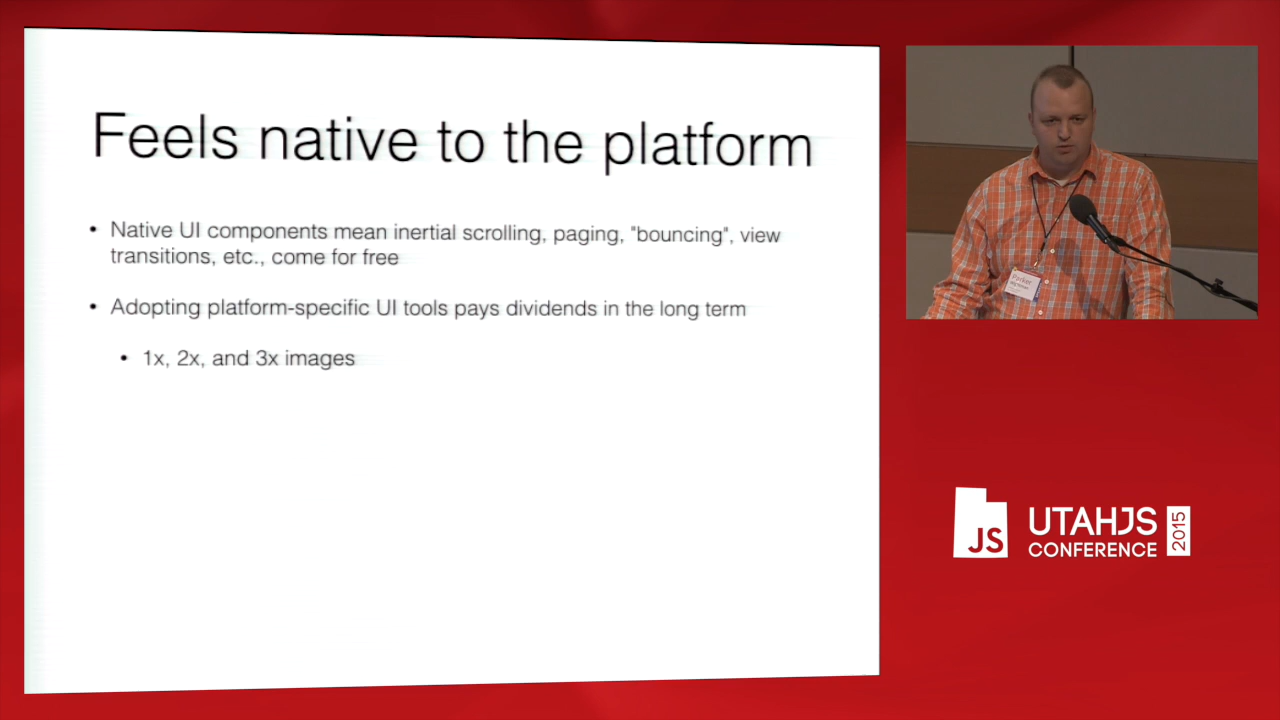 Feels native to the platform
• Native UI components mean inertial scrolling, paging, "bouncing", view
transitions, etc., come for free
• Adopting platform-specific UI tools pays dividends in the long term
• 1x, 2x, and 3x images
Packer
JS
UTAHJS
CONFERENCE
2015